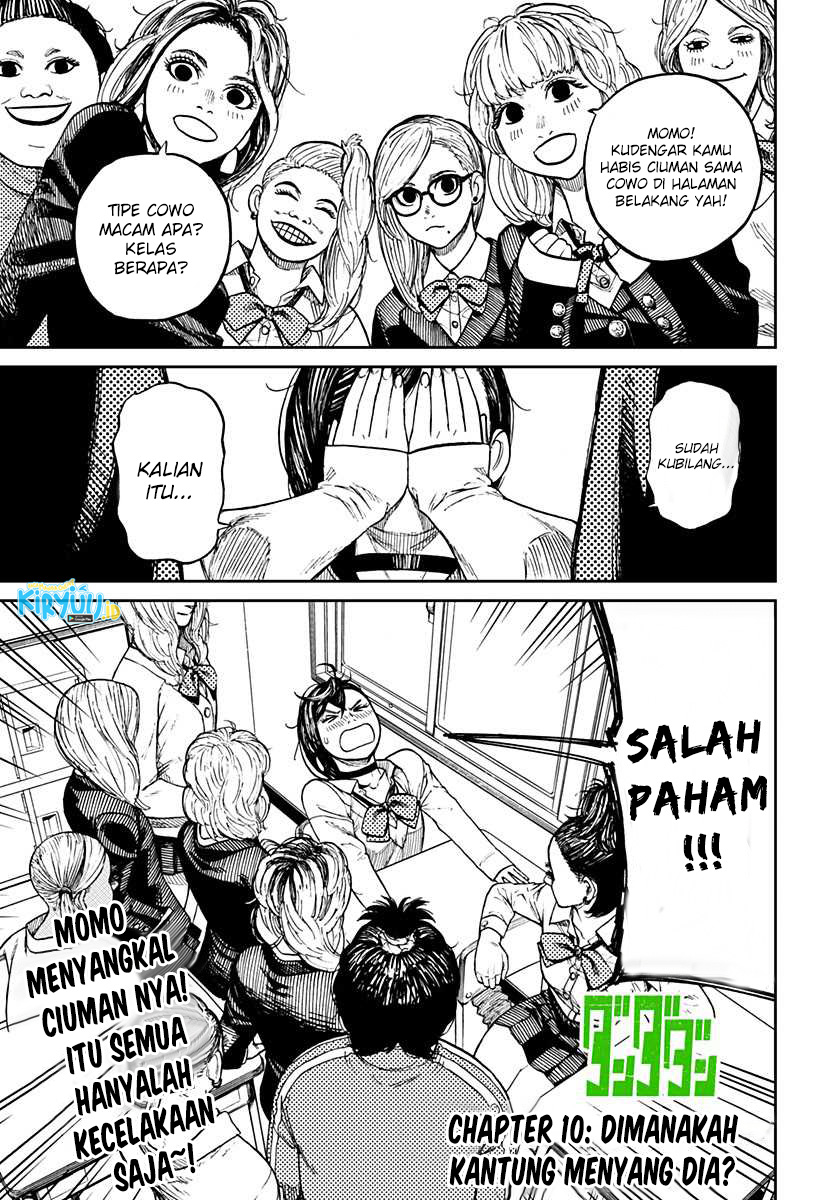 MOMO!
KUDENGAR KAMU
HABIS CIUMAN SAMA
COWO DI HALAMAN
BELAKANG YAH!
TIPE COWO
MACAM APA?
KELAS
BERAPA?
SUDAH
KUBILANG...
KALIAN
ITU...
KIRYUU.ID
SALAH
PAHAM
!!!
MOMO
MENYANGKAL
CIUMAN NYA!
ITU SEMUA
HANYALAH
KECELAKAAN
SAJA~!
ダンダダン
CHAPTER 10: DIMANAKAH
KANTUNG MENYANG DIA?